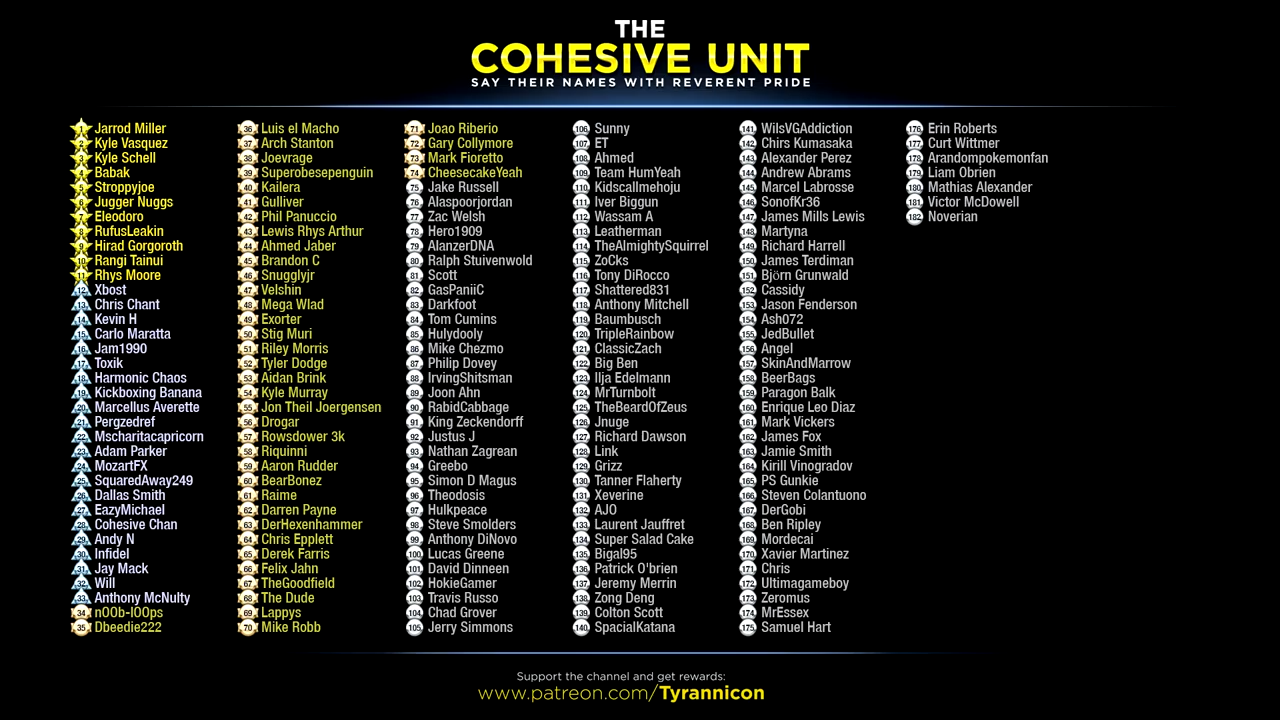 THE
COHESIVE UNIT
SAY THEIR NAMES WITH REVERENT PRIDE
1 Jarrod Miller
2 Kyle Vasquez
3 Kyle Schell
4 Babak
5 Stroppyjoe
6 Jugger Nuggs
7 Eleodoro
8 RufusLeakin
9 Hirad Gorgoroth
10 Rangi Tainui
11 Rhys Moore
12 Xbost
13 Chris Chant
14 Kevin H
15 Carlo Maratta
16 Jam1990
17 Toxik
18 Harmonic Chaos
19 Kickboxing Banana
20 Marcellus Averette
21 Pergzedref
22 Mscharitacapricorn
23 Adam Parker
24 MozartFX
25 SquaredAway249
26 Dallas Smith
27 EazyMichael
28 Cohesive Chan
29 Andy N
30 Infidel
31 Jay Mack
32 Will
33 Anthony McNulty
34 nOOb-lOOps
35 Dbeedie222
36 Luis el Macho
37 Arch Stanton
38 Joevrage
39 Superobesepenguin
40 Kailera
41 Gulliver
42 Phil Panuccio
43 Lewis Rhys Arthur
44 Ahmed Jaber
45 Brandon C
46 Snugglyjr
47 Velshin
48 Mega Wlad
49 Exorter
50 Stig Muri
51 Riley Morris
52 Tyler Dodge
53 Aidan Brink
54 Kyle Murray
55 Jon Theil Joergensen
56 Drogar
57 Rowsdower 3k
58 Riquinni
59 Aaron Rudder
60 BearBonez
61 Raime
62 Darren Payne
63 DerHexenhammer
64 Chris Epplett
65 Derek Farris
66 Felix Jahn
67 TheGoodfield
68 The Dude
69 Lappys
70 Mike Robb
71 Joao Riberio
72 Gary Collymore
73 Mark Fioretto
74 CheesecakeYeah
75 Jake Russell
76 Alaspoorjordan
77 Zac Welsh
78 Hero1909
79 AlanzerDNA
80 Ralph Stuivenwold
81 Scott
82 GasPaniiC
83 Darkfoot
84 Tom Cumins
85 Hulydooly
86 Mike Chezmo
87 Philip Dovey
88 IrvingShitsman
89 Joon Ahn
90 RabidCabbage
91 King Zeckendorff
92 Justus J
93 Nathan Zagrean
94 Greebo
95 Simon D Magus
96 Theodosis
97 Hulkpeace
98 Steve Smolders
99 Anthony DiNovo
100 Lucas Greene
101 David Dinneen
102 HokieGamer
103 Travis Russo
104 Chad Grover
105 Jerry Simmons
106 Sunny
107 ET
108 Ahmed
109 Team HumYeah
110 Kidscallmehoju
111 Iver Biggun
112 Wassam A
113 Leatherman
114 TheAlmightySquirrel
115 ZoCks
116 Tony DiRocco
117 Shattered831
118 Anthony Mitchell
119 Baumbusch
120 TripleRainbow
121 ClassicZach
122 Big Ben
123 Ilja Edelmann
124 MrTurnbolt
125 TheBeardOfZeus
126 Jnuge
127 Richard Dawson
128 Link
129 Grizz
130 Tanner Flaherty
131 Xeverine
132 AJO
133 Laurent Jauffret
134 Super Salad Cake
135 Bigal95
136 Patrick O'brien
137 Jeremy Merrin
138 Zong Deng
139 Colton Scott
140 SpacialKatana
141 WilsVGAddiction
142 Chirs Kumasaka
143 Alexander Perez
144 Andrew Abrams
145 Marcel Labrosse
146 SonofKr36
147 James Mills Lewis
148 Martyna
149 Richard Harrell
150 James Terdiman
151 Björn Grunwald
152 Cassidy
153 Jason Fenderson
154 Ash072
155 JedBullet
156 Angel
157 SkinAndMarrow
158 BeerBags
159 Paragon Balk
160 Enrique Leo Diaz
161 Mark Vickers
162 James Fox
163 Jamie Smith
164 Kirill Vinogradov
165 PS Gunkie
166 Steven Colantuono
167 DerGobi
168 Ben Ripley
169 Mordecai
170 Xavier Martinez
171 Chris
172 Ultimagameboy
173 Zeromus
174 MrEssex
175 Samuel Hart
176 Erin Roberts
177 Curt Wittmer
178 Arandompokemonfan
179 Liam Obrien
180 Mathias Alexander
181 Victor McDowell
182 Noverian
Support the channel and get rewards:
www.patreon.com/Tyrannicon